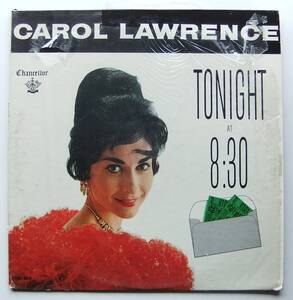 CAROL LAWRENCE
Chancellor
TONIGHT
AT
8:30